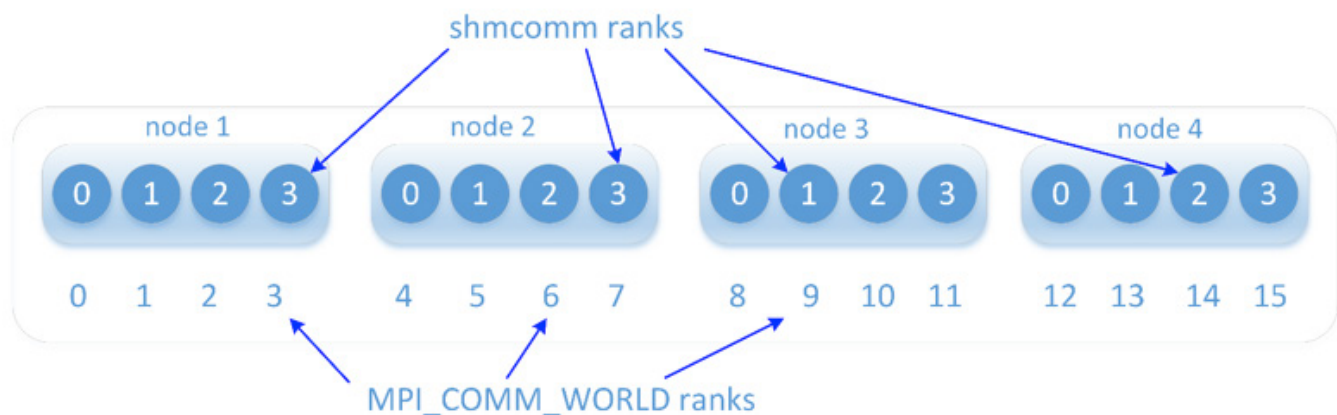 shmcomm ranks
node 1 node 2 node 3 node 4
0 1 2 3 0 1 2 3 0 1 2 3 0 1 2 3
0 1 2 3 4 5 6 7 8 9 10 11 12 13 14 15
MPI_COMM_WORLD ranks